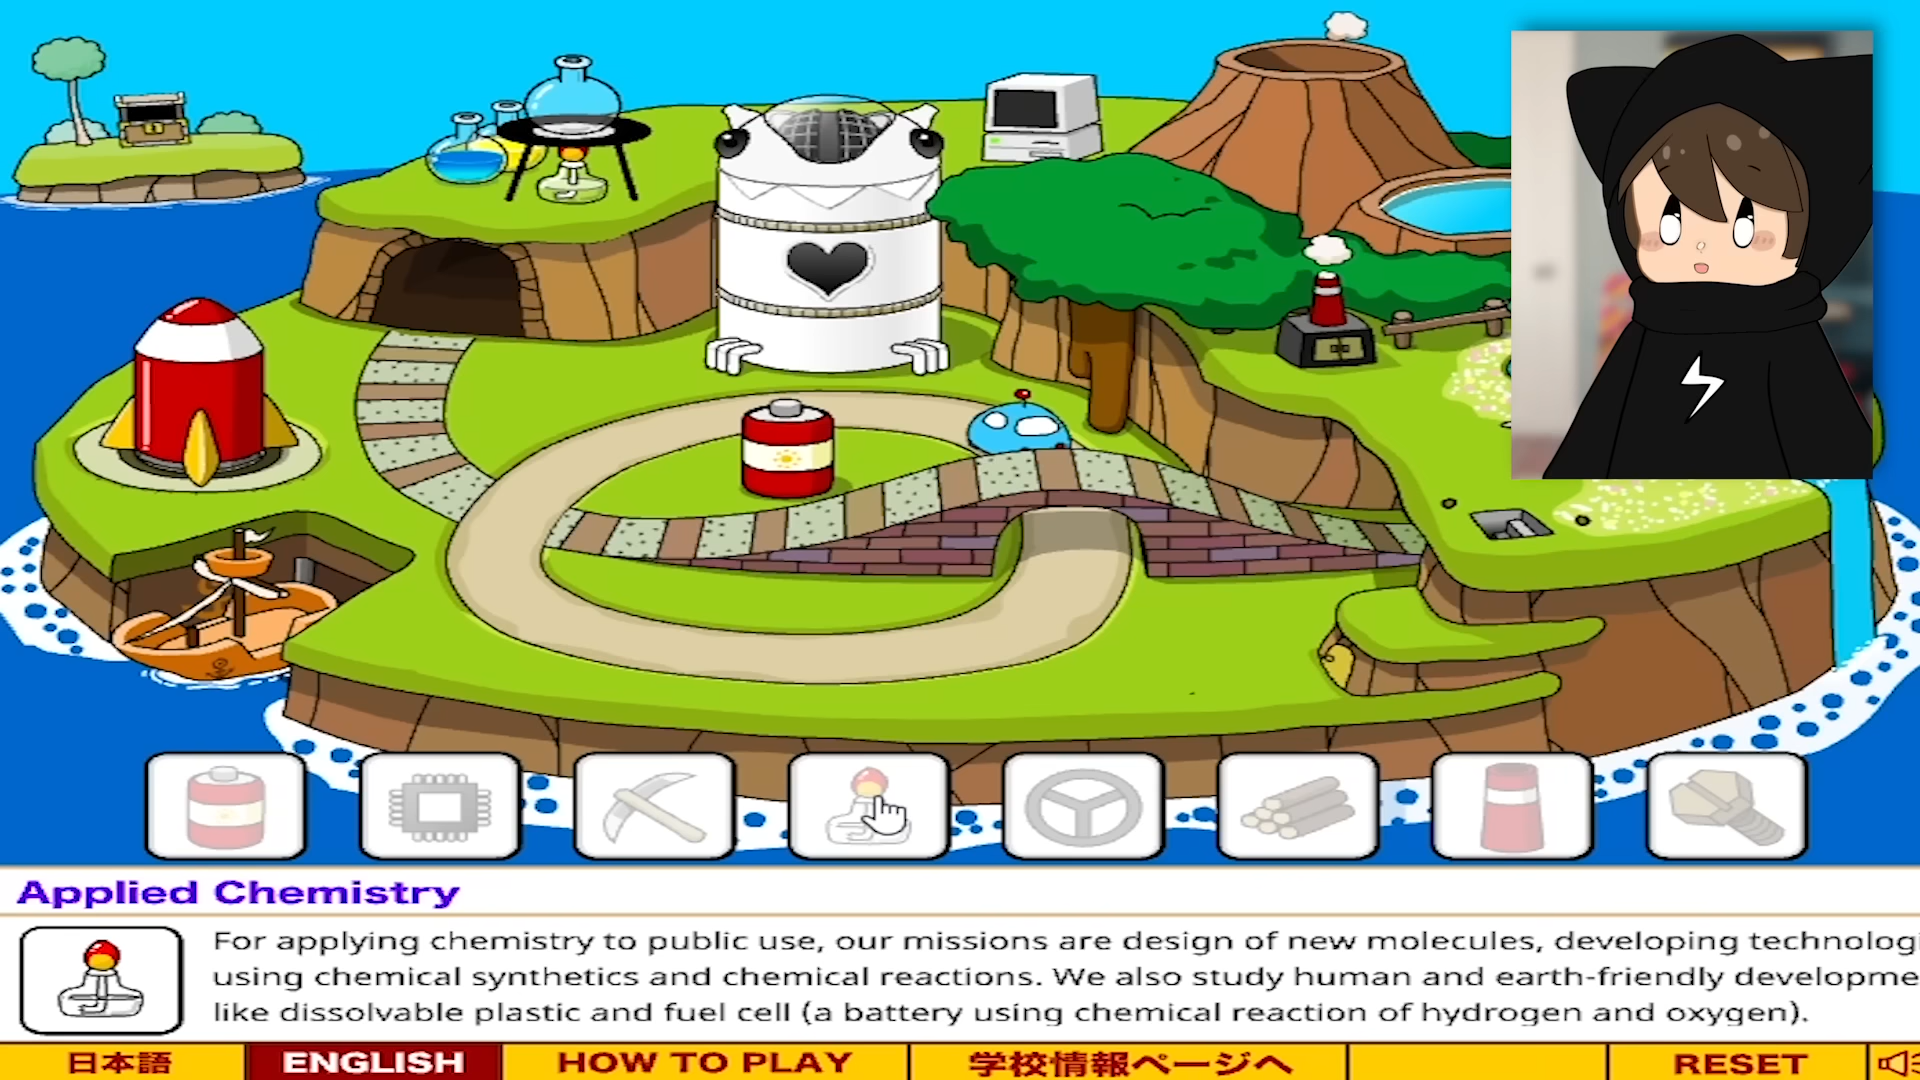 Applied Chemistry
For applying chemistry to public use, our missions are design of new molecules, developing technologi
using chemical synthetics and chemical reactions. We also study human and earth-friendly developme
like dissolvable plastic and fuel cell (a battery using chemical reaction of hydrogen and oxygen).
日本語 ENGLISH HOW TO PLAY 学校情報ページへ RESET